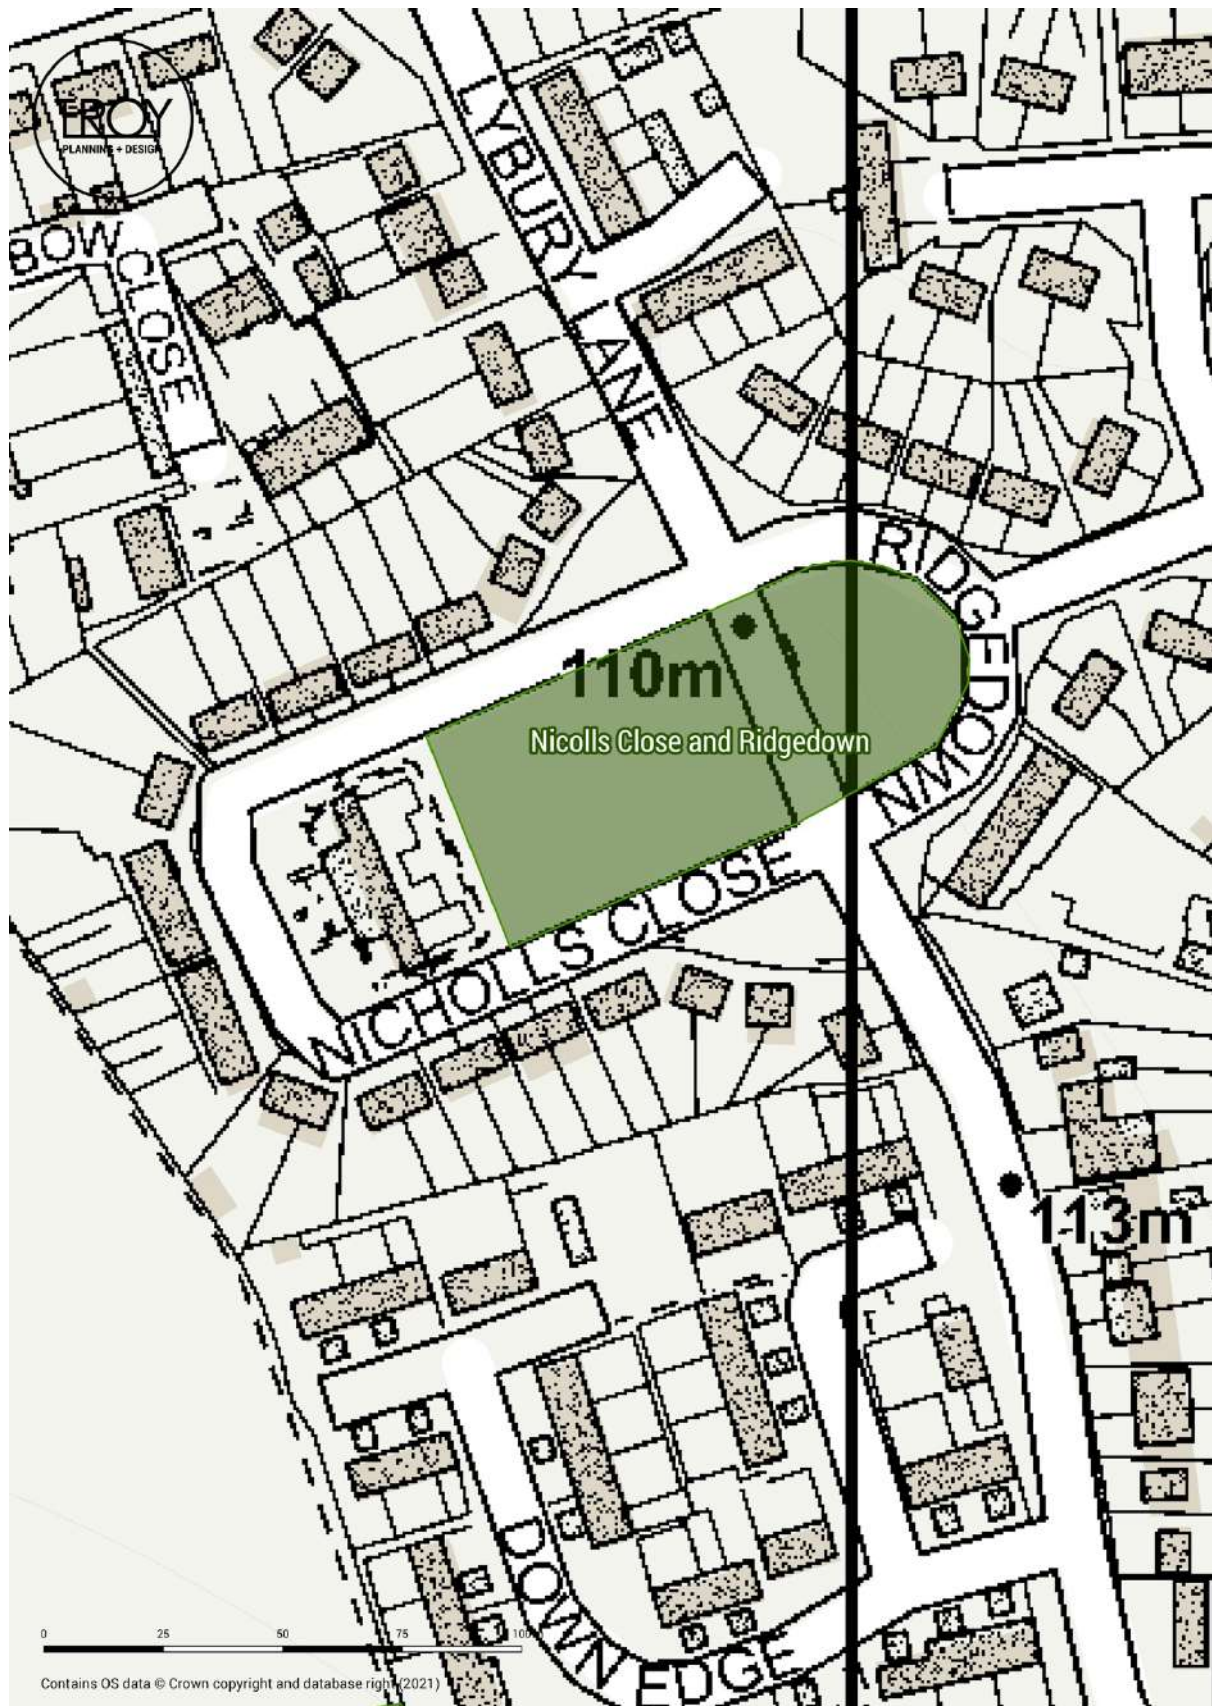 TROY
PLANNING + DESIGN
LYBURY LANE
BOW CLOSE
RIDGEDOWN
110m
Nicolls Close and Ridgedown
NICHOLLS CLOSE
113m
DOWN EDGE
0 25 50 75 100
Contains OS data © Crown copyright and database right (2021)